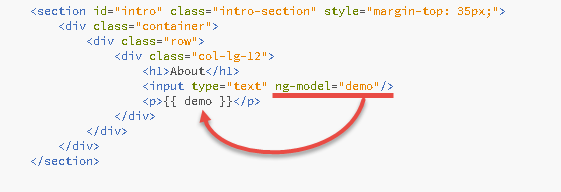 <section id="intro" class="intro-section" style="margin-top: 35px;">
<div class="container">
<div class="row">
<div class="col-lg-12">
<h1>About</h1>
<input type="text" ng-model="demo"/>
<p>{{ demo }}</p>
</div>
</div>
</div>
</section>